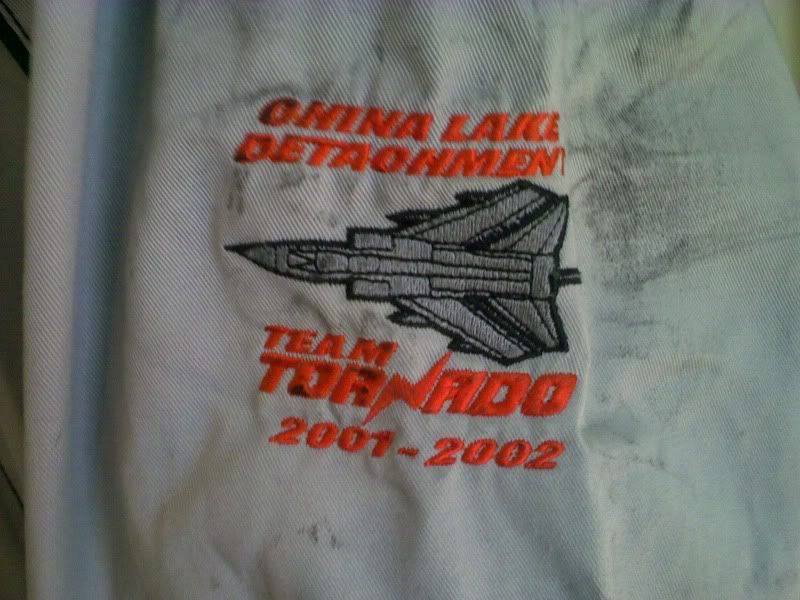 CHINA LAKE
DETACHMENT
TEAM
TORNADO
2001-2002